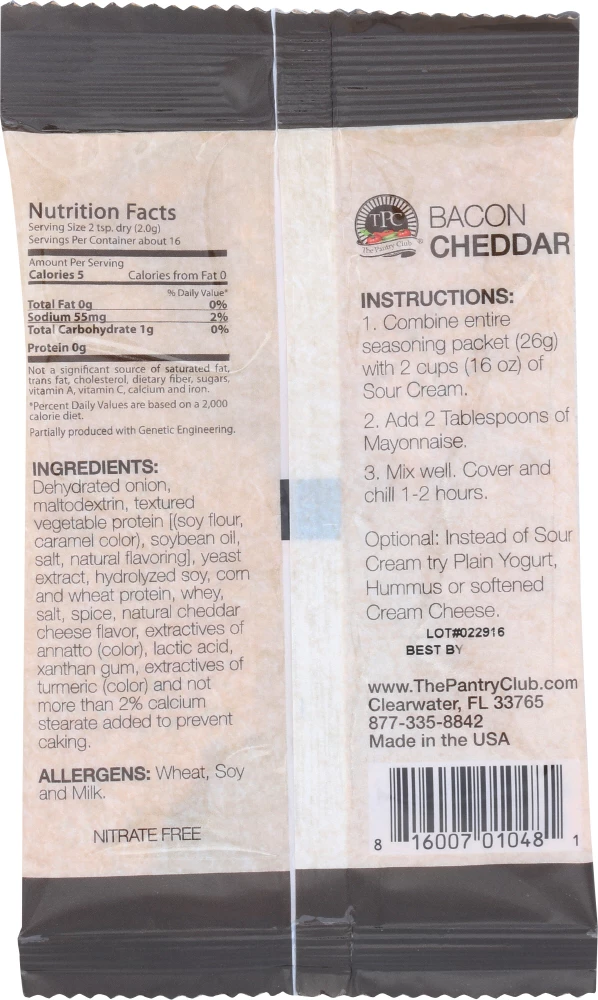 Nutrition Facts
Serving Size 2 tsp. dry (2.0g)
Servings Per Container about 16
Amount Per Serving
Calories 5 Calories from Fat 0
% Daily Value*
Total Fat 0g 0%
Sodium 55mg 2%
Total Carbohydrate 1g 0%
Protein 0g
Not a significant source of saturated fat,
trans fat, cholesterol, dietary fiber, sugars,
vitamin A, vitamin C, calcium and iron.
*Percent Daily Values are based on a 2,000
calorie diet.
Partially produced with Genetic Engineering.
INGREDIENTS:
Dehydrated onion,
maltodextrin, textured
vegetable protein [(soy flour,
caramel color), soybean oil,
salt, natural flavoring], yeast
extract, hydrolyzed soy, corn
and wheat protein, whey,
salt, spice, natural cheddar
cheese flavor, extractives of
annatto (color), lactic acid,
xanthan gum, extractives of
turmeric (color) and not
more than 2% calcium
stearate added to prevent
caking.
ALLERGENS: Wheat, Soy
and Milk.
NITRATE FREE
TPC
The Pantry Club
BACON
CHEDDAR
INSTRUCTIONS:
1. Combine entire
seasoning packet (26g)
with 2 cups (16 oz) of
Sour Cream.
2. Add 2 Tablespoons of
Mayonnaise.
3. Mix well. Cover and
chill 1-2 hours.
Optional: Instead of Sour
Cream try Plain Yogurt,
Hummus or softened
Cream Cheese.
LOT#022916
BEST BY
www.ThePantryClub.com
Clearwater, FL 33765
877-335-8842
Made in the USA
8 16007 01048 1